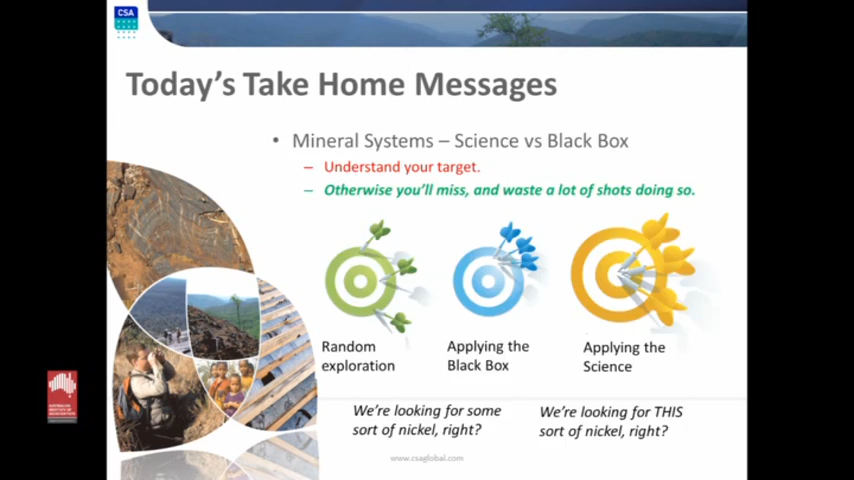 CSA
Today's Take Home Messages
• Mineral Systems – Science vs Black Box
– Understand your target.
– Otherwise you'll miss, and waste a lot of shots doing so.
Random
exploration
Applying the
Black Box
Applying the
Science
We're looking for some
sort of nickel, right?
We're looking for THIS
sort of nickel, right?
www.csaglobal.com